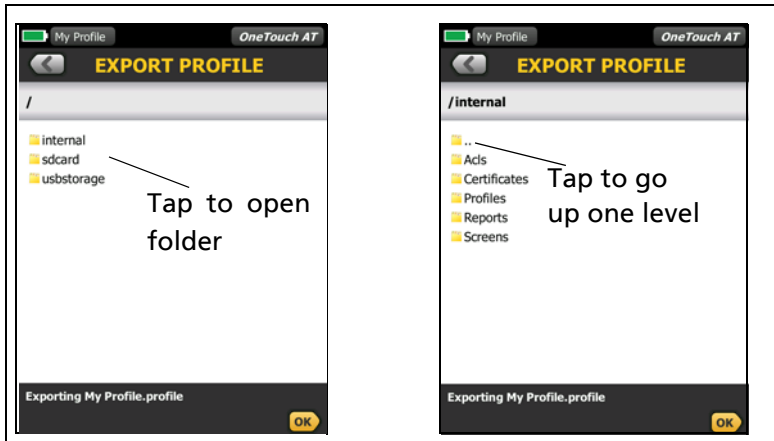 My Profile OneTouch AT
EXPORT PROFILE
/
internal
sdcard
usbstorage
Tap to open
folder
Exporting My Profile.profile
OK
My Profile OneTouch AT
EXPORT PROFILE
/internal
..
Acls
Certificates
Profiles
Reports
Screens
Tap to go
up one level
Exporting My Profile.profile
OK